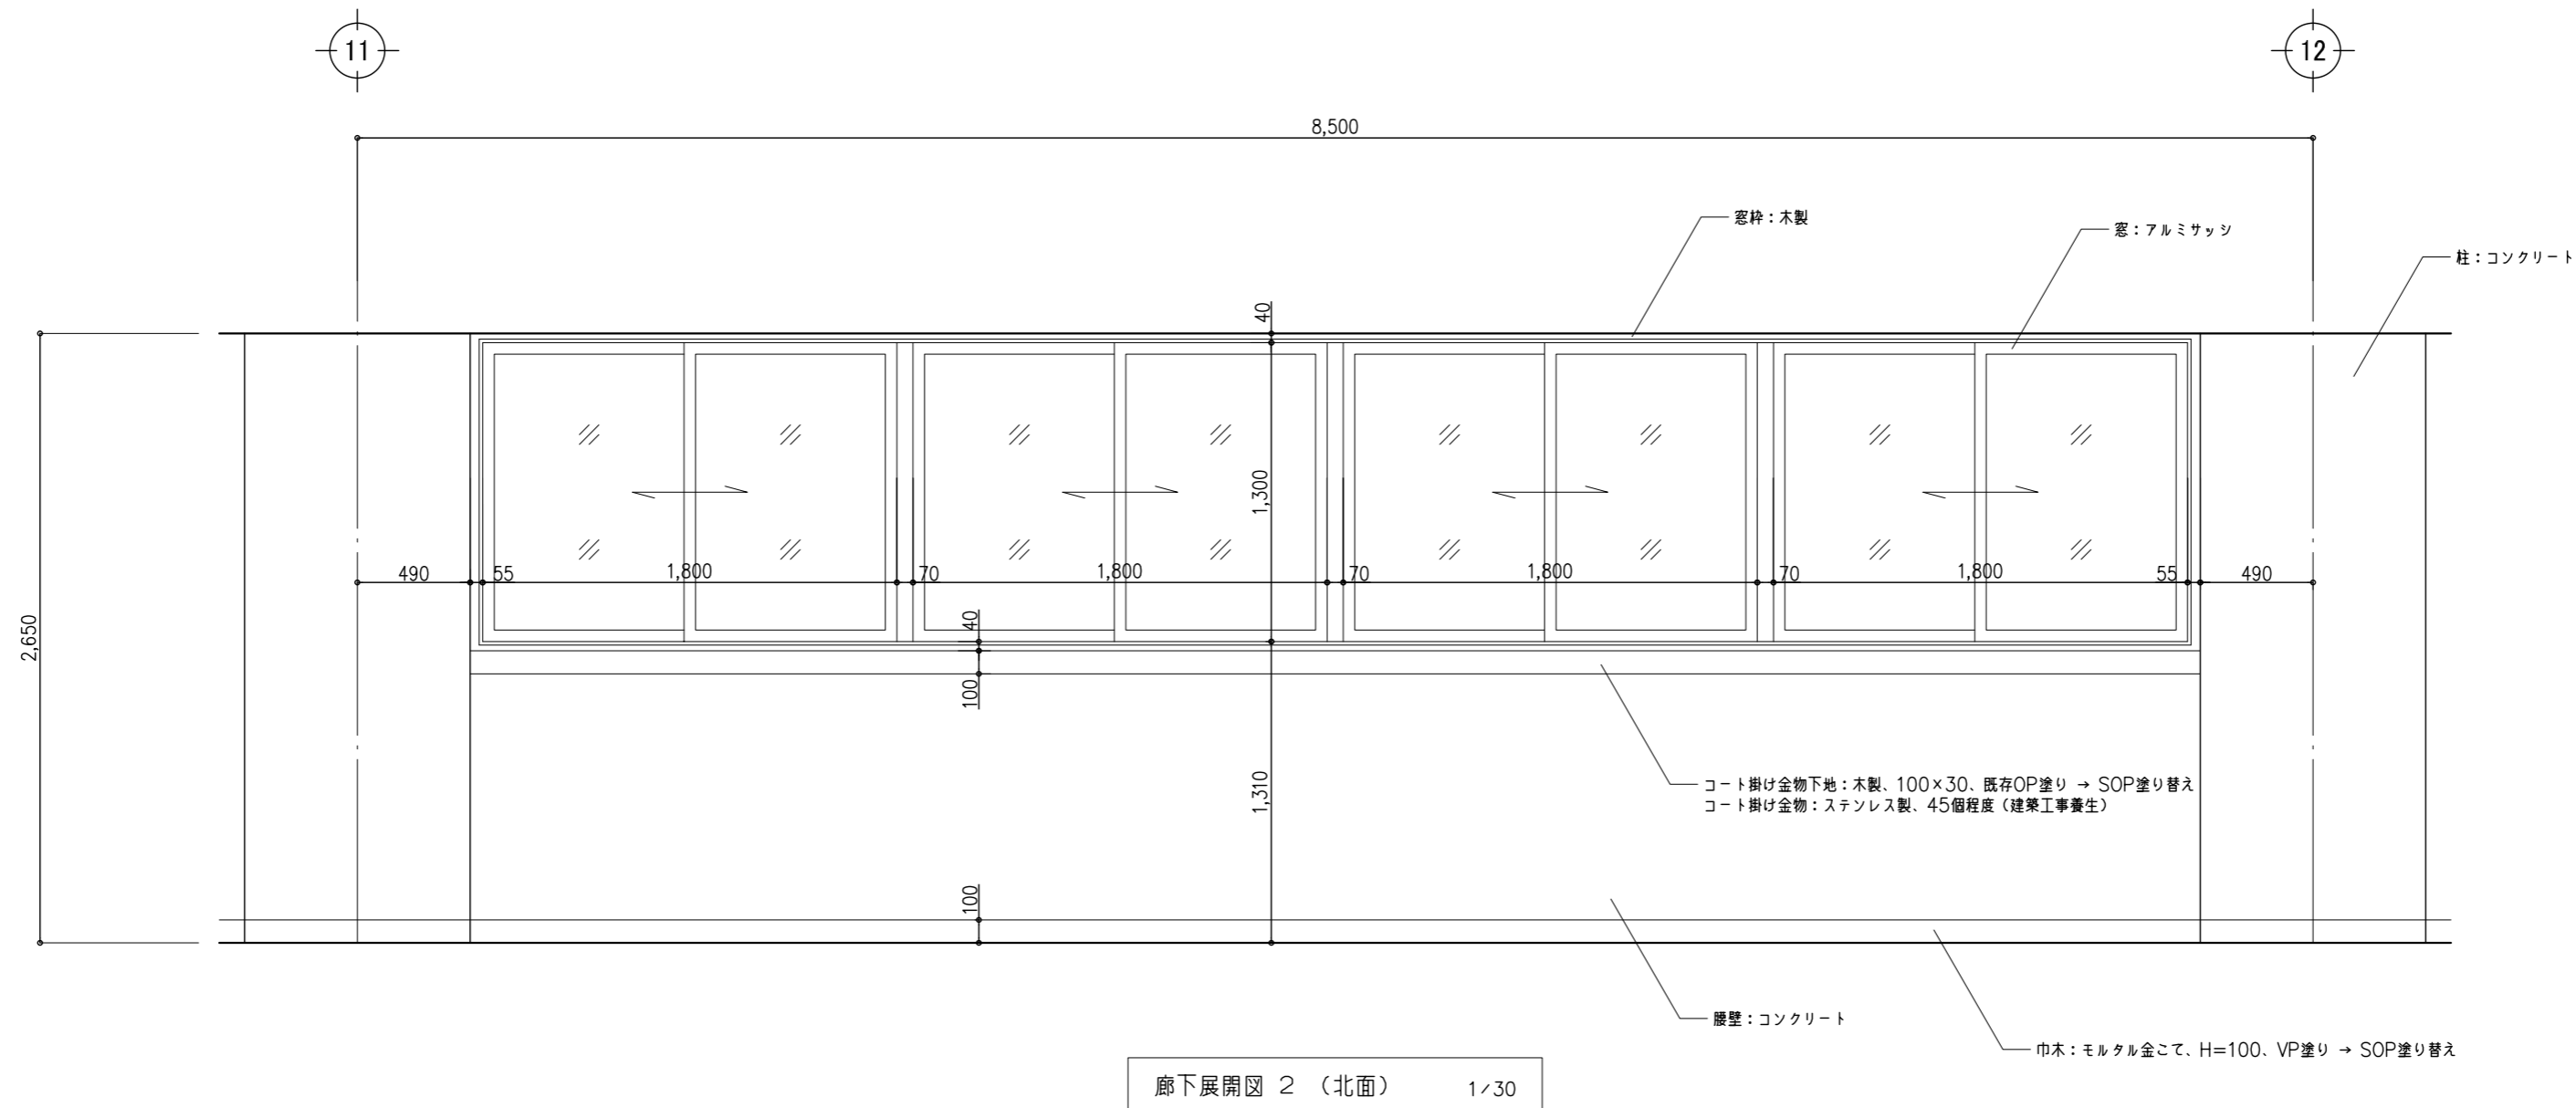 11
12
8,500
窓枠：木製
窓：アルミサッシ
柱：コンクリート
40
2,650
1,300
490
55
1,800
70
1,800
70
1,800
70
1,800
55
490
40
100
1,310
コート掛け金物下地：木製、100×30、既存OP塗り → SOP塗り替え
コート掛け金物：ステンレス製、45個程度（建築工事養生）
100
腰壁：コンクリート
巾木：モルタル金こて、H=100、VP塗り → SOP塗り替え
廊下展開図 2 （北面） 1/30